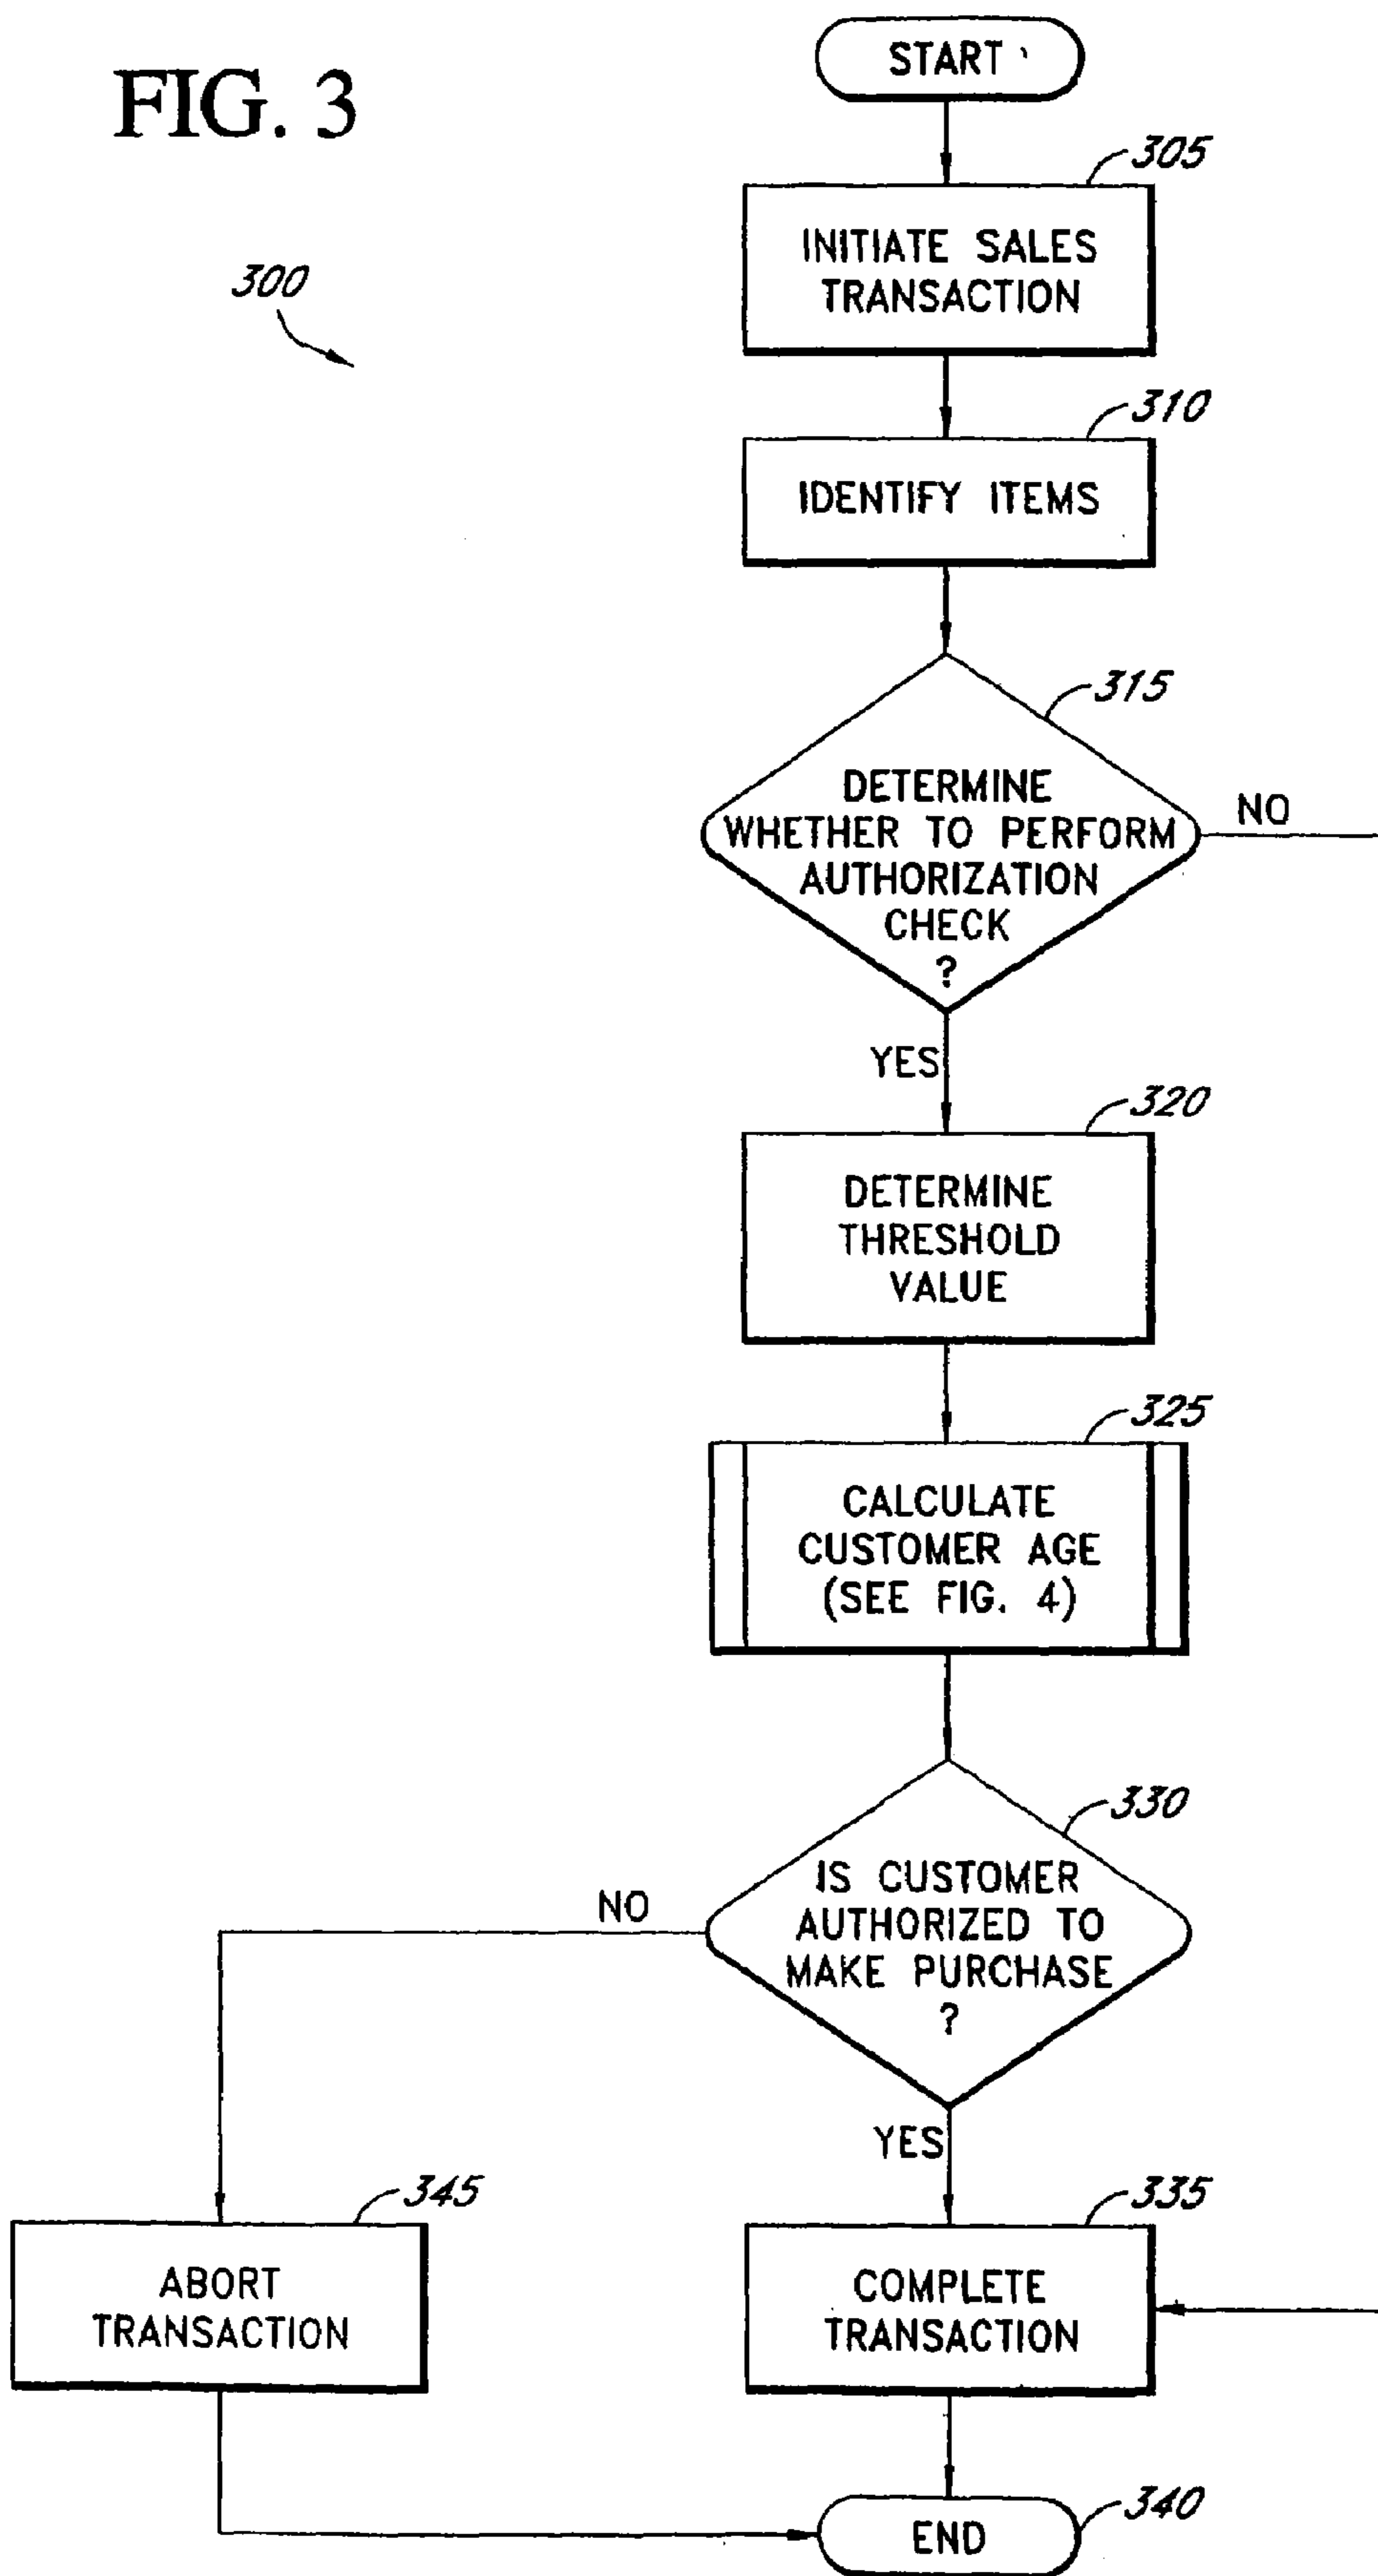 FIG. 3
START
300
305
INITIATE SALES
TRANSACTION
310
IDENTIFY ITEMS
315
DETERMINE
WHETHER TO PERFORM
AUTHORIZATION
CHECK
?
NO
YES
320
DETERMINE
THRESHOLD
VALUE
325
CALCULATE
CUSTOMER AGE
(SEE FIG. 4)
330
IS CUSTOMER
AUTHORIZED TO
MAKE PURCHASE
?
NO
YES
345
ABORT
TRANSACTION
335
COMPLETE
TRANSACTION
340
END